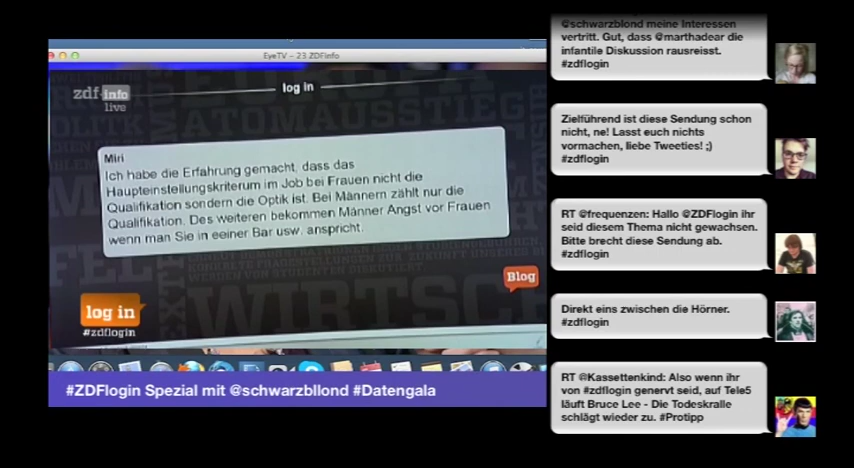 EyeTV – 23 ZDFinfo
zdf info
live
log in
ATOMAUSSTIEG
Miri
Ich habe die Erfahrung gemacht, dass das
Haupteinstellungskriterum im Job bei Frauen nicht die
Qualifikation sondern die Optik ist. Bei Männern zählt nur die
Qualifikation. Des weiteren bekommen Männer Angst vor Frauen
wenn man Sie in eeiner Bar usw. anspricht.
WIRTSC
Blog
log in
#zdflogin
#ZDFlogin Spezial mit @schwarzbllond #Datengala
@schwarzblond meine Interessen
vertritt. Gut, dass @marthadear die
infantile Diskussion rausreisst.
#zdflogin
Zielführend ist diese Sendung schon
nicht, ne! Lasst euch nichts
vormachen, liebe Tweeties! ;)
#zdflogin
RT @frequenzen: Hallo @ZDFlogin ihr
seid diesem Thema nicht gewachsen.
Bitte brecht diese Sendung ab.
#zdflogin
Direkt eins zwischen die Hörner.
#zdflogin
RT @Kassettenkind: Also wenn ihr
von #zdflogin genervt seid, auf Tele5
läuft Bruce Lee - Die Todeskralle
schlägt wieder zu. #Protipp